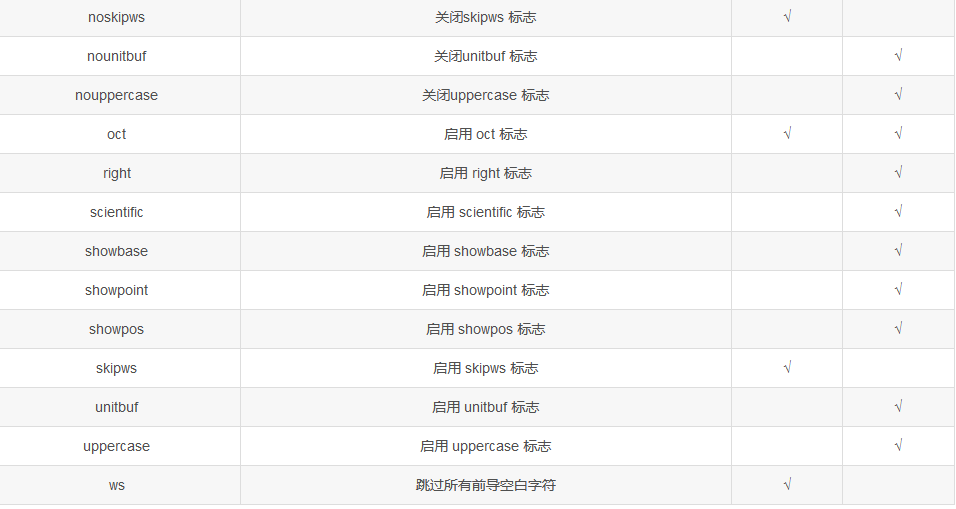 noskipws 关闭skipws 标志 √
nounitbuf 关闭unitbuf 标志 √
nouppercase 关闭uppercase 标志 √
oct 启用 oct 标志 √ √
right 启用 right 标志 √
scientific 启用 scientific 标志 √
showbase 启用 showbase 标志 √
showpoint 启用 showpoint 标志 √
showpos 启用 showpos 标志 √
skipws 启用 skipws 标志 √
unitbuf 启用 unitbuf 标志 √
uppercase 启用 uppercase 标志 √
ws 跳过所有前导空白字符 √